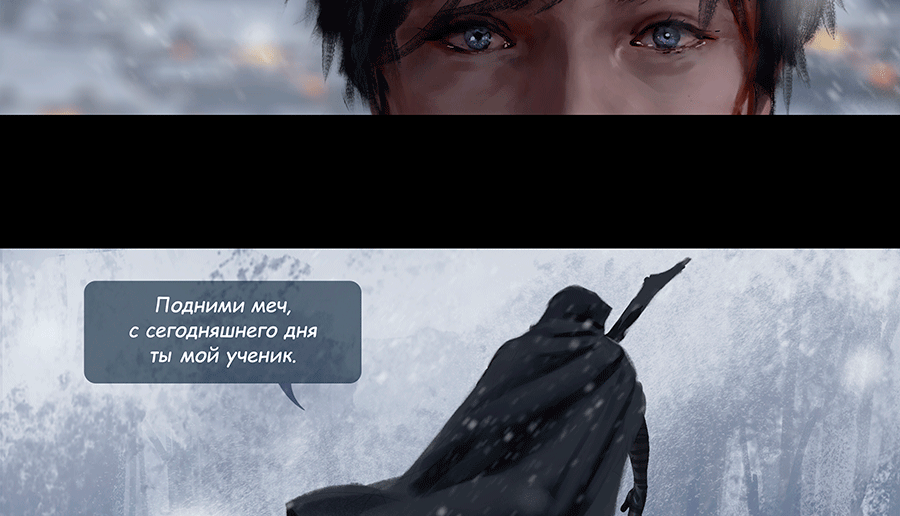 Подними меч,
с сегодняшнего дня
ты мой ученик.